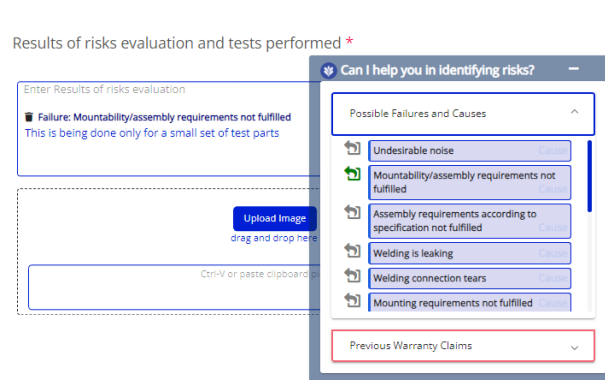 Results of risks evaluation and tests performed *
Enter Results of risks evaluation
Failure: Mountability/assembly requirements not fulfilled
This is being done only for a small set of test parts
Upload Image
drag and drop here
Ctrl-V or paste clipboard
Can I help you in identifying risks?
Possible Failures and Causes
Undesirable noise Cause
Mountability/assembly requirements not
fulfilled Cause
Assembly requirements according to
specification not fulfilled Cause
Welding is leaking Cause
Welding connection tears Cause
Mounting requirements not fulfilled Cause
Previous Warranty Claims